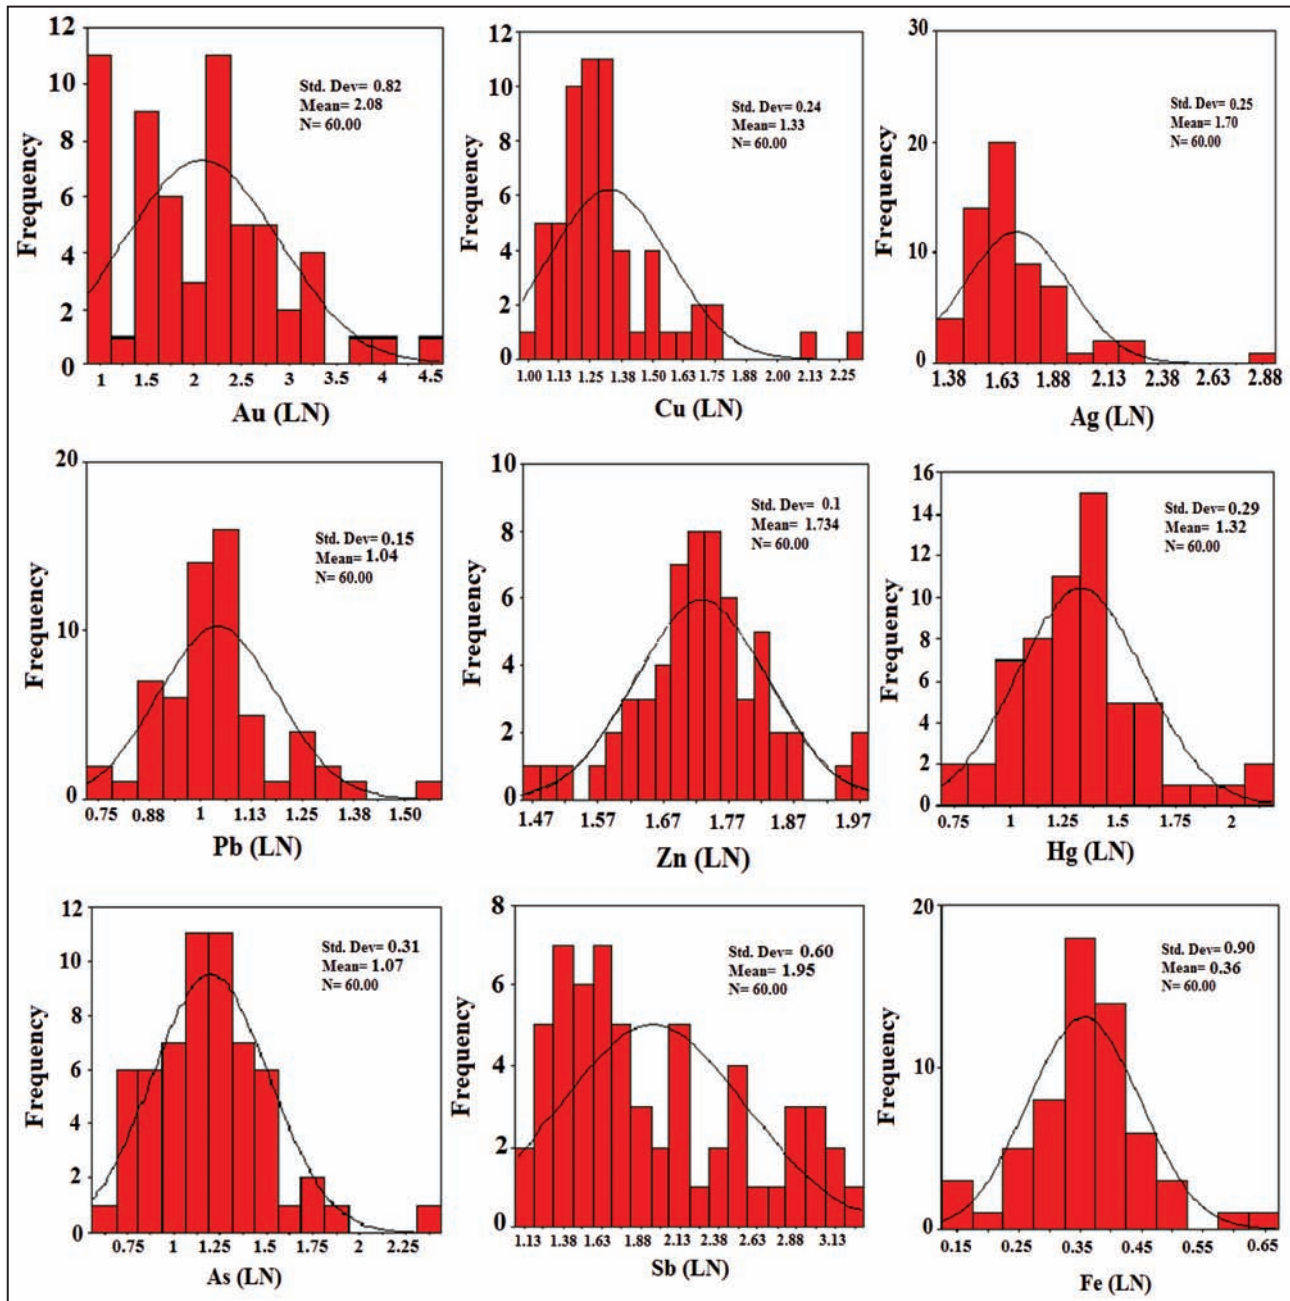 12
10
8
6
4
2
0
Frequency
Std. Dev= 0.82
Mean= 2.08
N= 60.00
1 1.5 2 2.5 3 3.5 4 4.5
Au (LN)
12
10
8
6
4
2
0
Frequency
Std. Dev= 0.24
Mean= 1.33
N= 60.00
1.00 1.13 1.25 1.38 1.50 1.63 1.75 1.88 2.00 2.13 2.25
Cu (LN)
30
20
10
0
Frequency
Std. Dev= 0.25
Mean= 1.70
N= 60.00
1.38 1.63 1.88 2.13 2.38 2.63 2.88
Ag (LN)
20
10
0
Frequency
Std. Dev= 0.15
Mean= 1.04
N= 60.00
0.75 0.88 1 1.13 1.25 1.38 1.50
Pb (LN)
10
8
6
4
2
0
Frequency
Std. Dev= 0.1
Mean= 1.734
N= 60.00
1.47 1.57 1.67 1.77 1.87 1.97
Zn (LN)
16
14
12
10
8
6
4
2
0
Frequency
Std. Dev= 0.29
Mean= 1.32
N= 60.00
0.75 1 1.25 1.5 1.75 2
Hg (LN)
12
10
8
6
4
2
0
Frequency
Std. Dev= 0.31
Mean= 1.07
N= 60.00
0.75 1 1.25 1.5 1.75 2 2.25
As (LN)
8
6
4
2
0
Frequency
Std. Dev= 0.60
Mean= 1.95
N= 60.00
1.13 1.38 1.63 1.88 2.13 2.38 2.63 2.88 3.13
Sb (LN)
20
10
0
Frequency
Std. Dev= 0.90
Mean= 0.36
N= 60.00
0.15 0.25 0.35 0.45 0.55 0.65
Fe (LN)